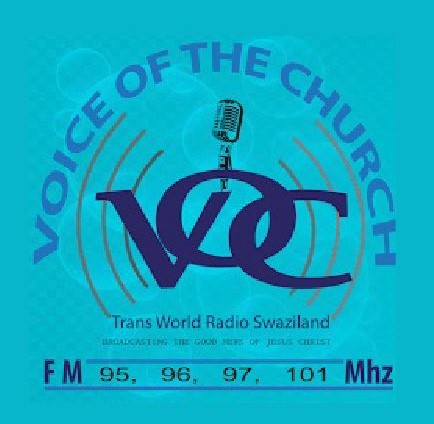 VOICE OF THE CHURCH
VOC
Trans World Radio Swaziland
BROADCASTING THE GOOD NEWS OF JESUS CHRIST
FM 95, 96, 97, 101 Mhz